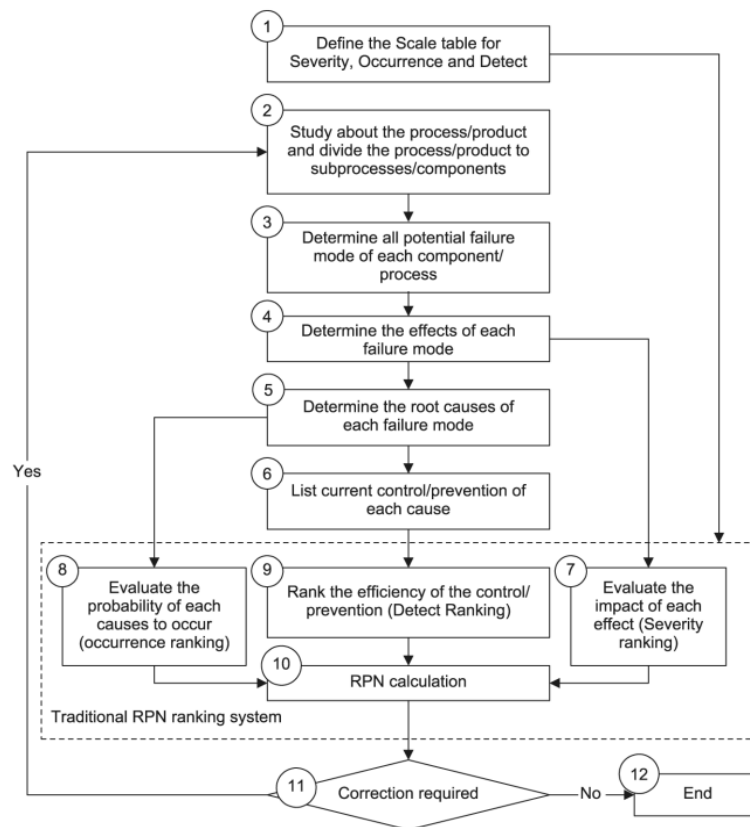 1
Define the Scale table for
Severity, Occurrence and Detect
2
Study about the process/product
and divide the process/product to
subprocesses/components
3
Determine all potential failure
mode of each component/
process
4
Determine the effects of each
failure mode
5
Determine the root causes of
each failure mode
Yes
6
List current control/prevention of
each cause
8
Evaluate the
probability of each
causes to occur
(occurrence ranking)
9
Rank the efficiency of the control/
prevention (Detect Ranking)
7
Evaluate the
impact of each
effect (Severity
ranking)
10
RPN calculation
Traditional RPN ranking system
11
Correction required
No
12
End